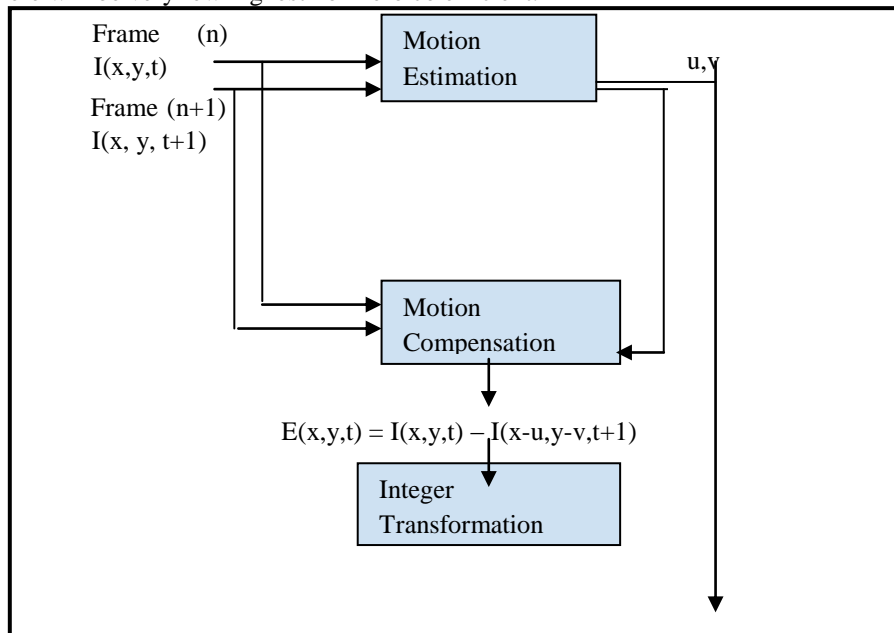 Frame (n)
I(x,y,t)
Frame (n+1)
I(x, y, t+1)
Motion
Estimation
u,v
Motion
Compensation
E(x,y,t) = I(x,y,t) – I(x-u,y-v,t+1)
Integer
Transformation